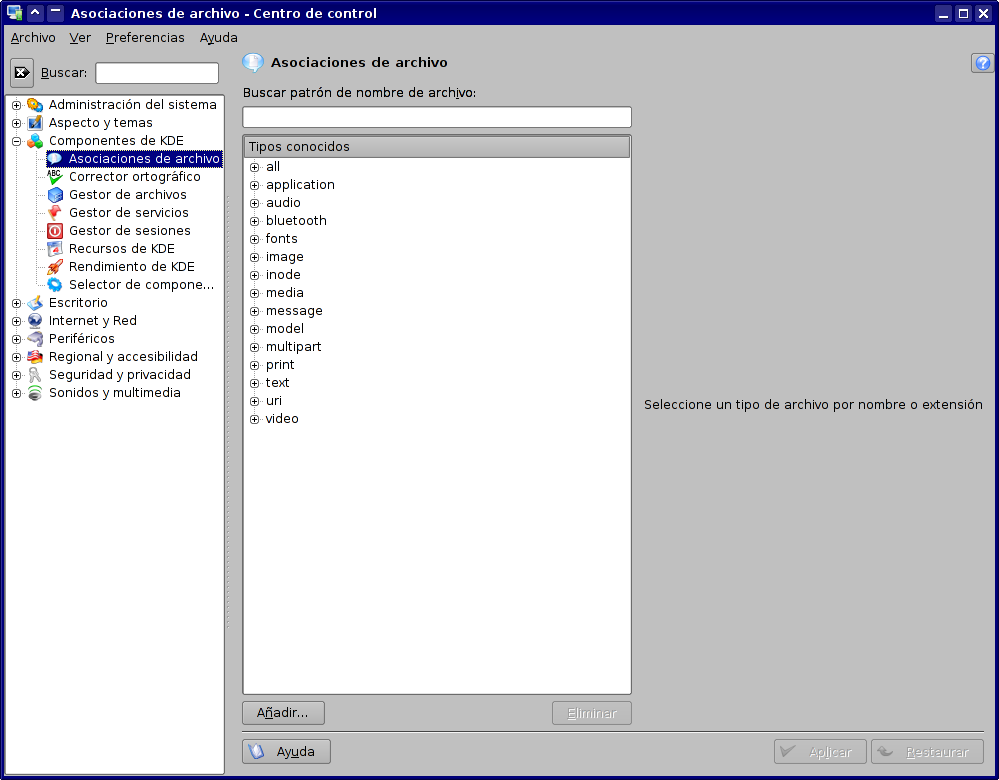 Asociaciones de archivo - Centro de control
Archivo Ver Preferencias Ayuda
Buscar:
Administración del sistema
Aspecto y temas
Componentes de KDE
Asociaciones de archivo
ABC
Corrector ortográfico
Gestor de archivos
Gestor de servicios
Gestor de sesiones
Recursos de KDE
Rendimiento de KDE
Selector de compone...
Escritorio
Internet y Red
Periféricos
Regional y accesibilidad
Seguridad y privacidad
Sonidos y multimedia
Asociaciones de archivo
?
Buscar patrón de nombre de archivo:
Tipos conocidos
all
application
audio
bluetooth
fonts
image
inode
media
message
model
multipart
print
text
uri
video
Añadir...
Eliminar
Seleccione un tipo de archivo por nombre o extensión
Ayuda
Aplicar
Restaurar